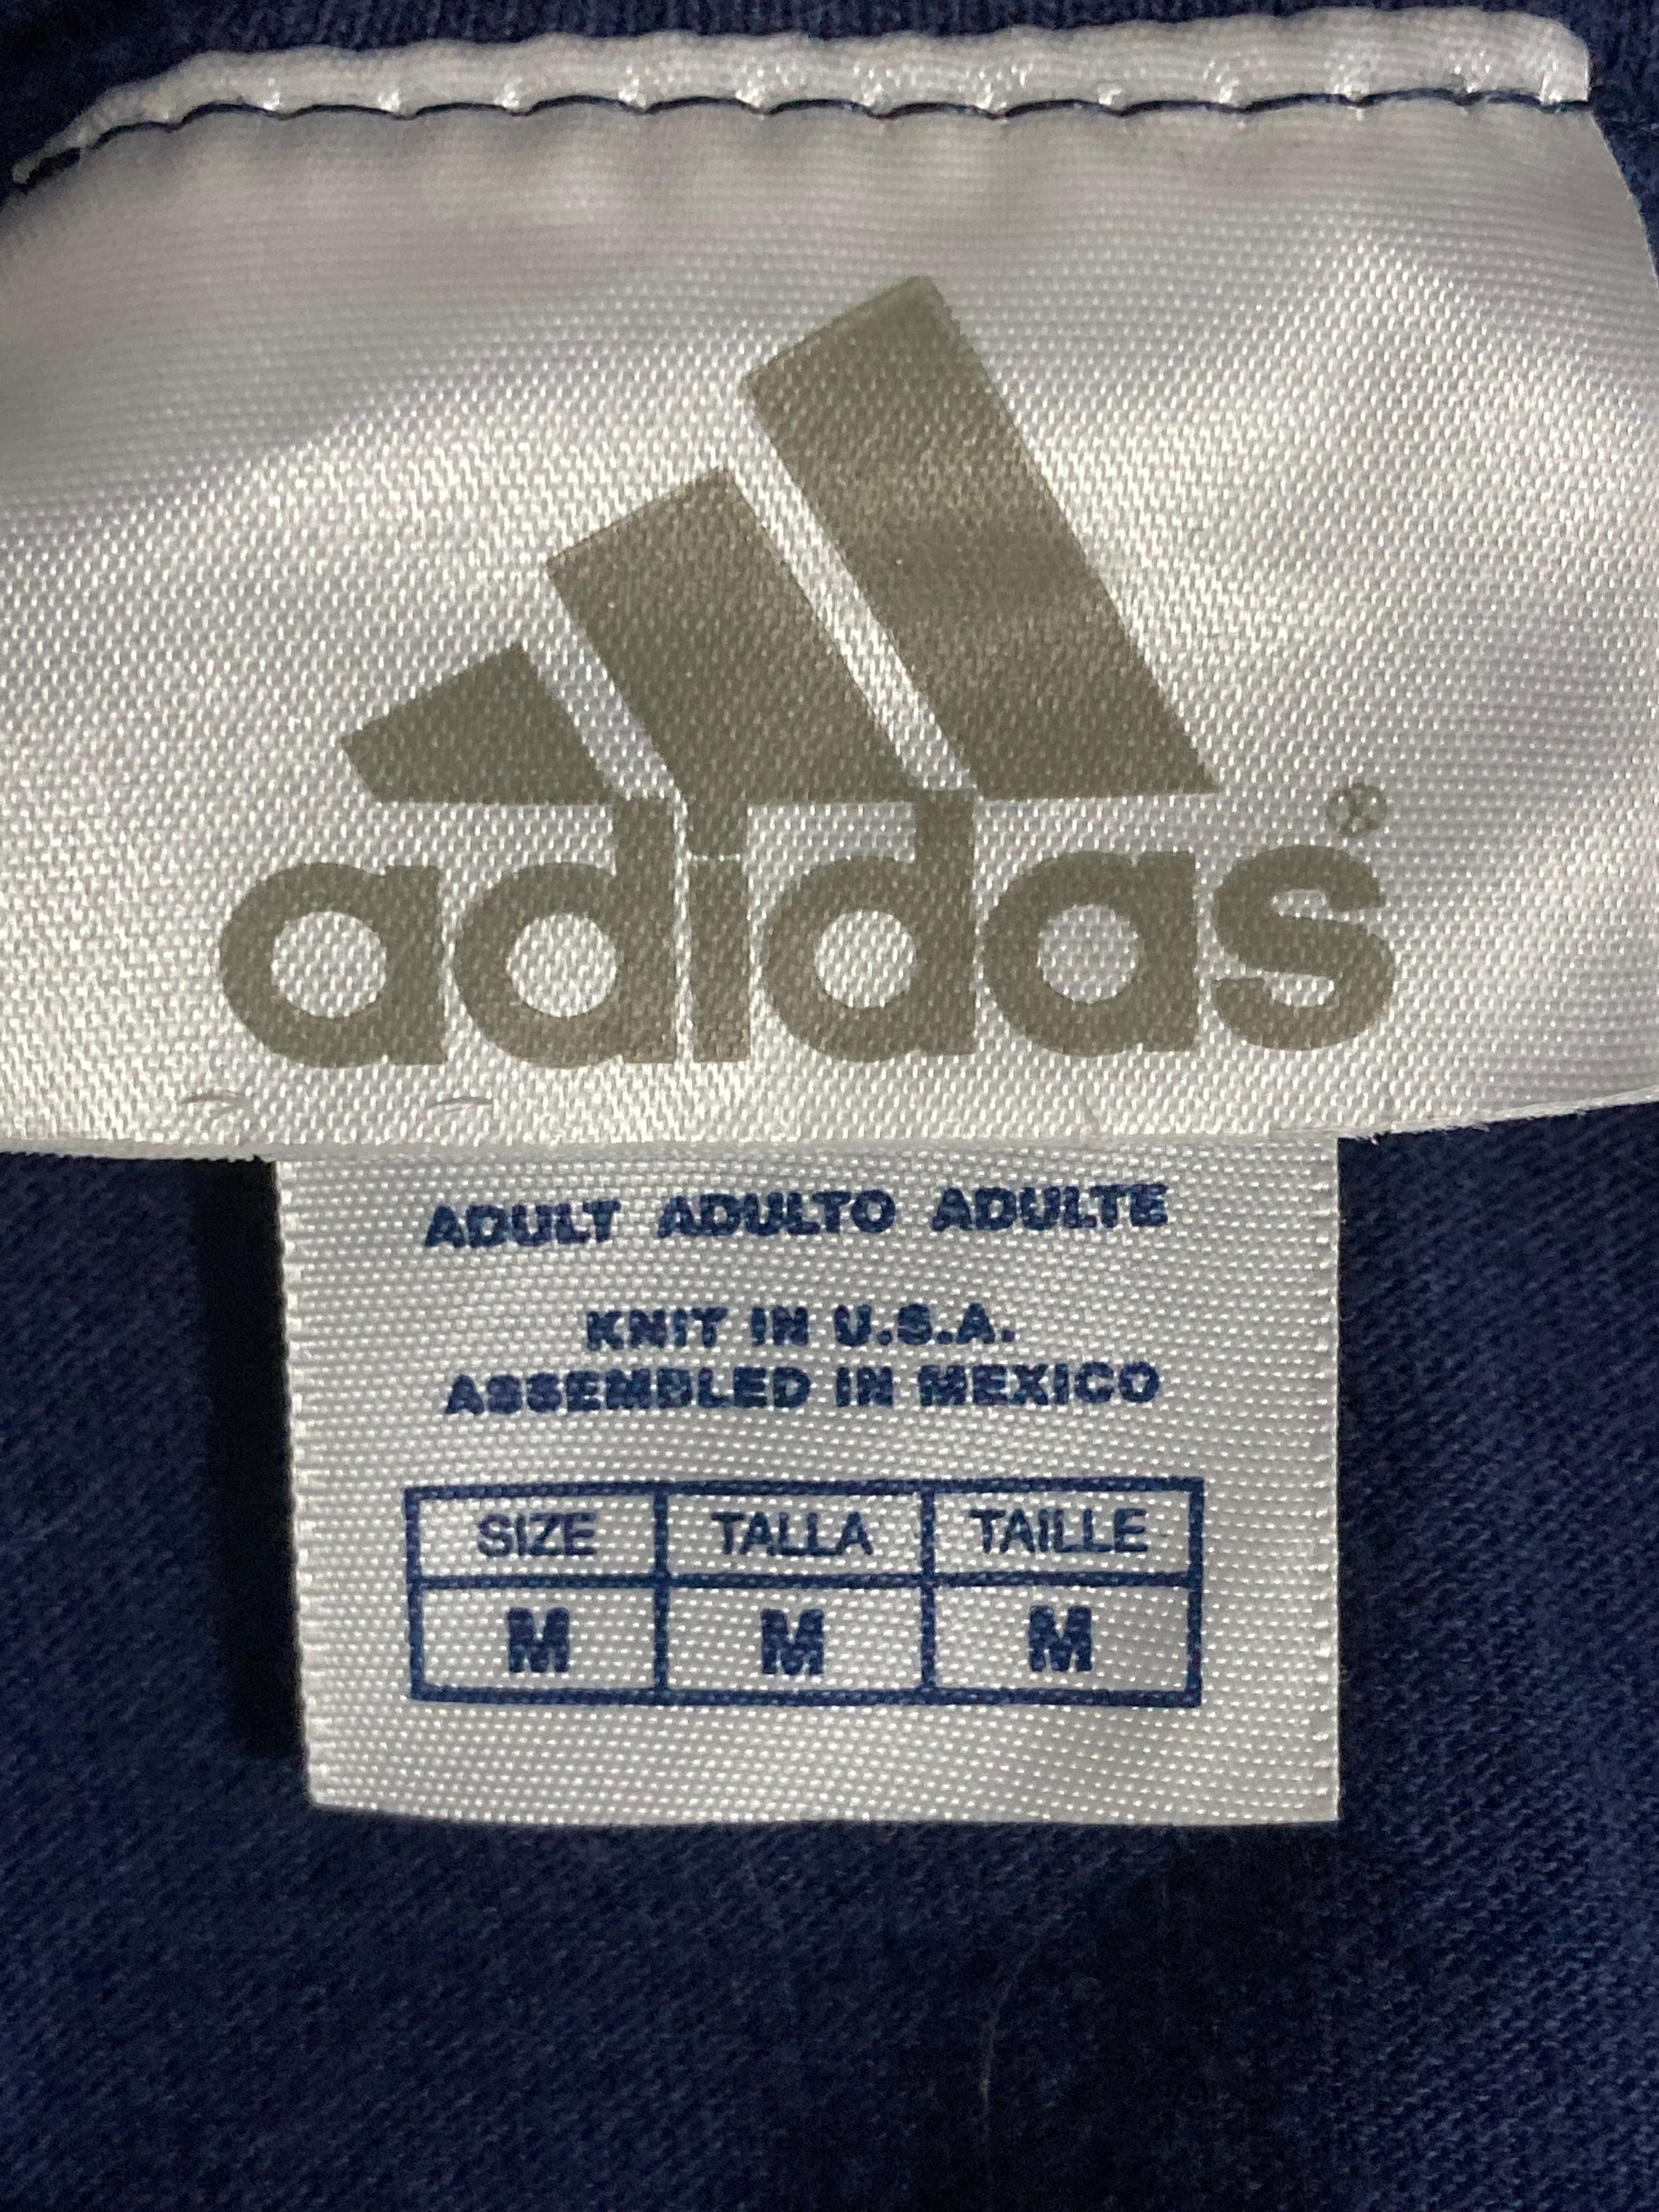 adidas®
ADULT ADULTO ADULTE
KNIT IN U.S.A.
ASSEMBLED IN MEXICO
SIZE TALLA TAILLE
M M M